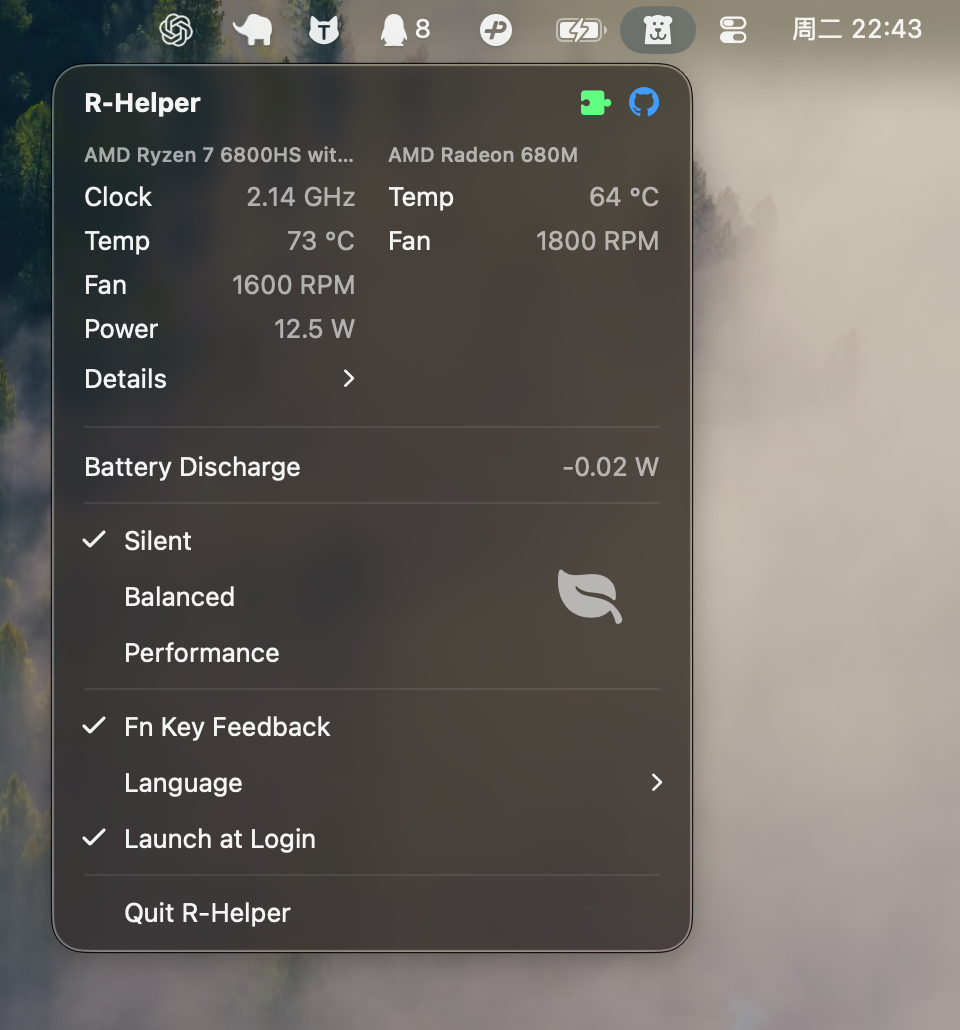 8
周二 22:43
R-Helper
AMD Ryzen 7 6800HS wit... AMD Radeon 680M
Clock 2.14 GHz Temp 64 °C
Temp 73 °C Fan 1800 RPM
Fan 1600 RPM
Power 12.5 W
Details
Battery Discharge -0.02 W
Silent
Balanced
Performance
Fn Key Feedback
Language
Launch at Login
Quit R-Helper